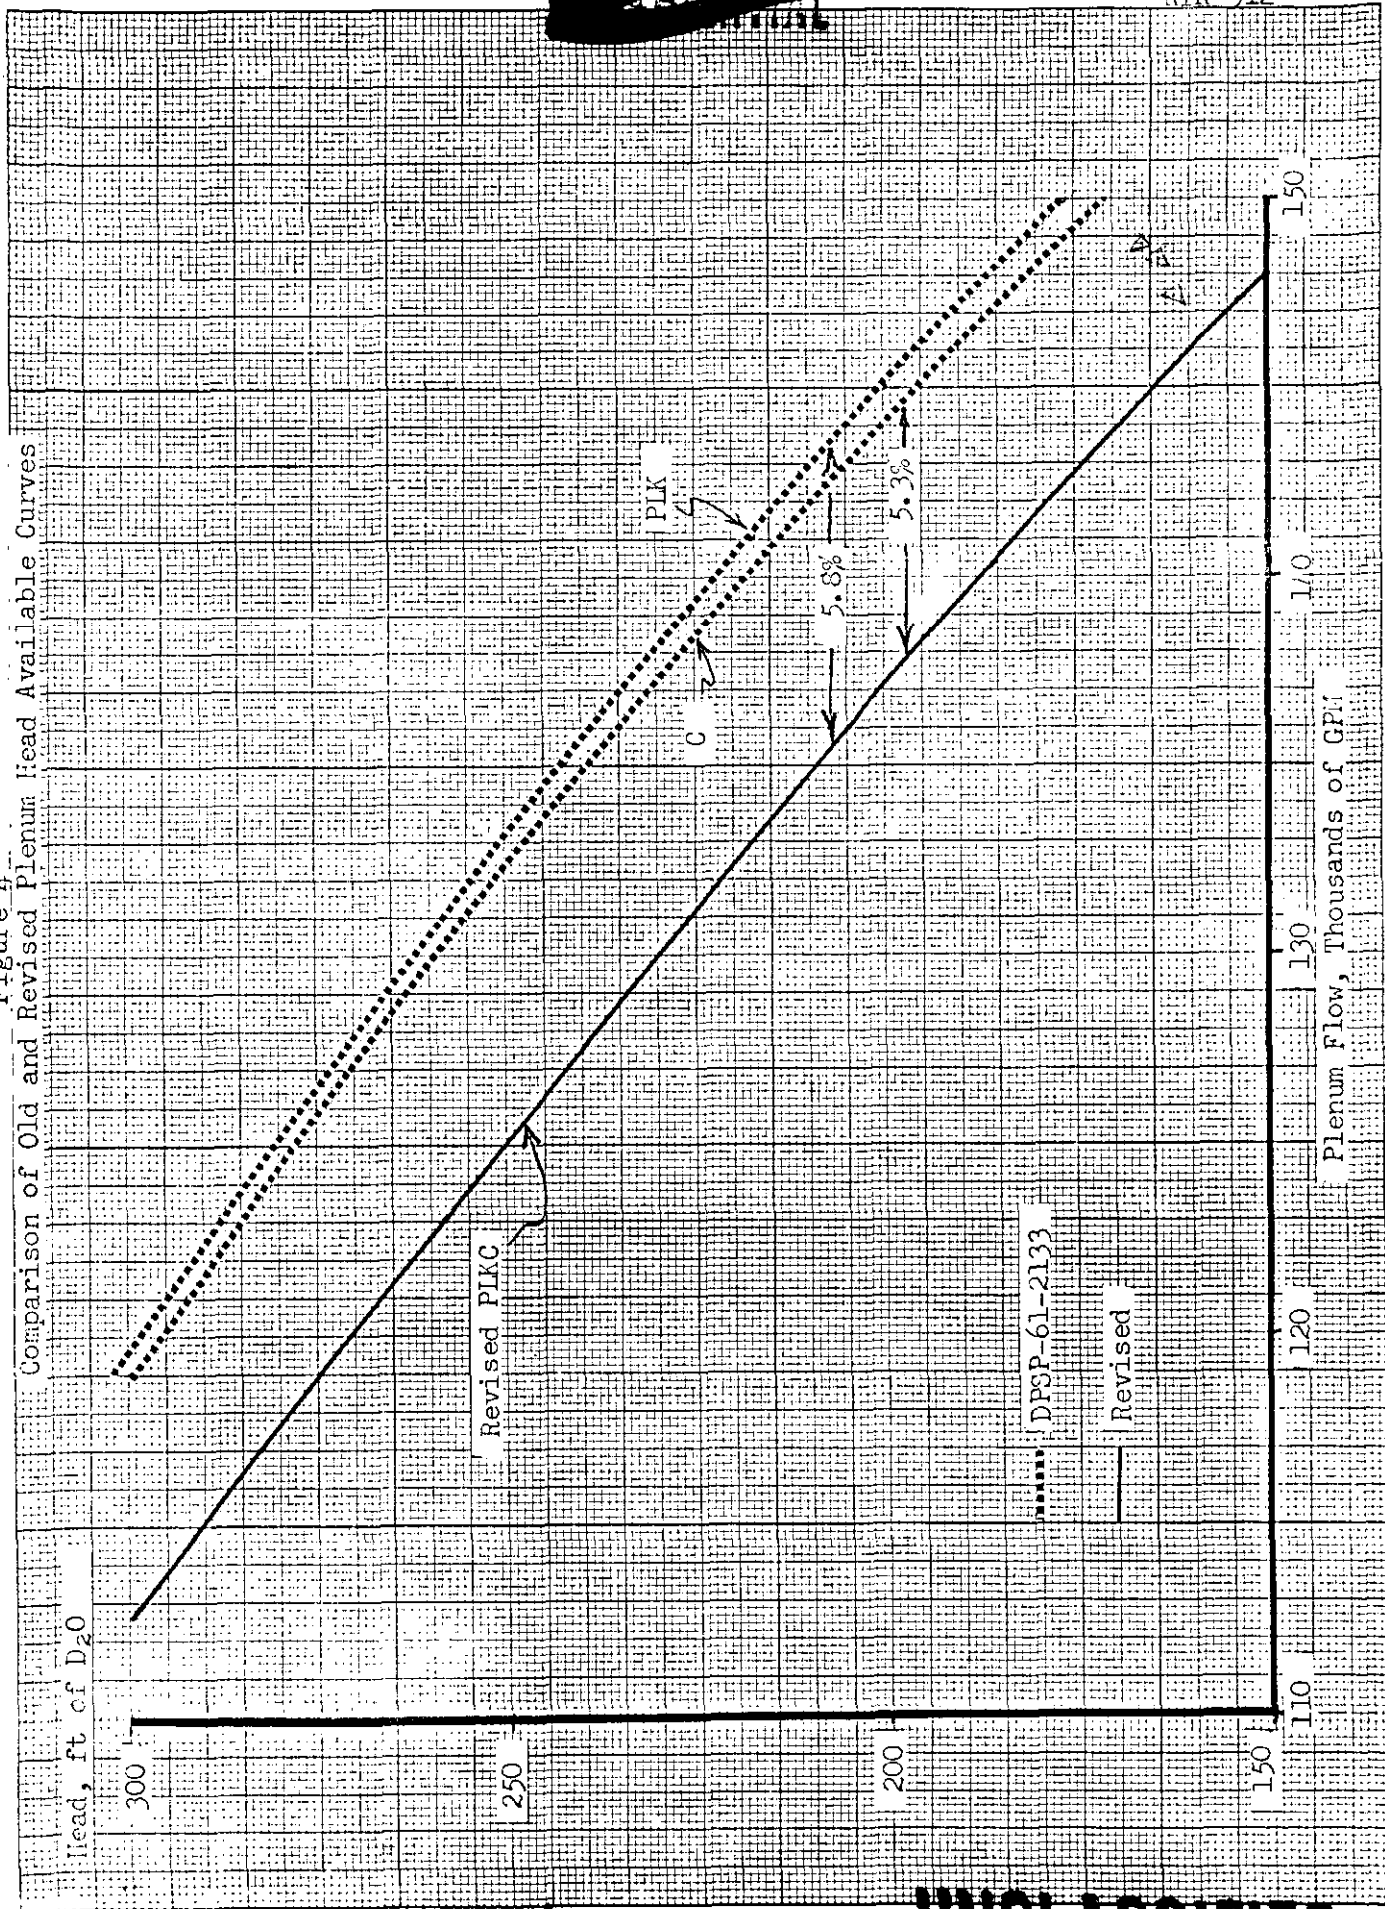 Figure 4
Comparison of Old and Revised Plenum Head Available Curves
Head, ft of D₂O
300
250
200
150
PLK
C
5.8%
5.3%
Revised PLKC
DPSP-61-2133
Revised
110
120
130
140
150
Plenum Flow, Thousands of GPM